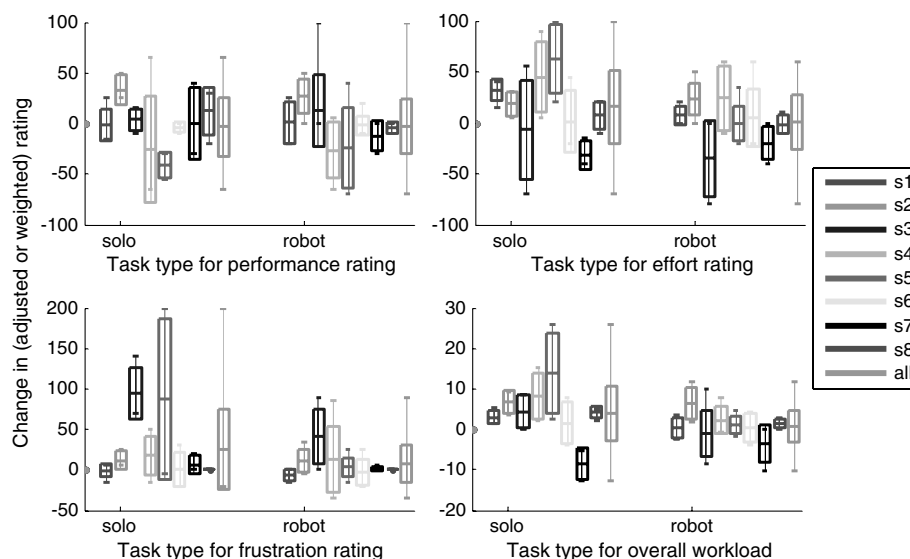 Change in (adjusted or weighted) rating
100
50
0
-50
-100
solo
robot
Task type for performance rating
100
50
0
-50
-100
solo
robot
Task type for effort rating
200
150
100
50
0
-50
solo
robot
Task type for frustration rating
30
20
10
0
-10
-20
solo
robot
Task type for overall workload
s1
s2
s3
s4
s5
s6
s7
s8
all